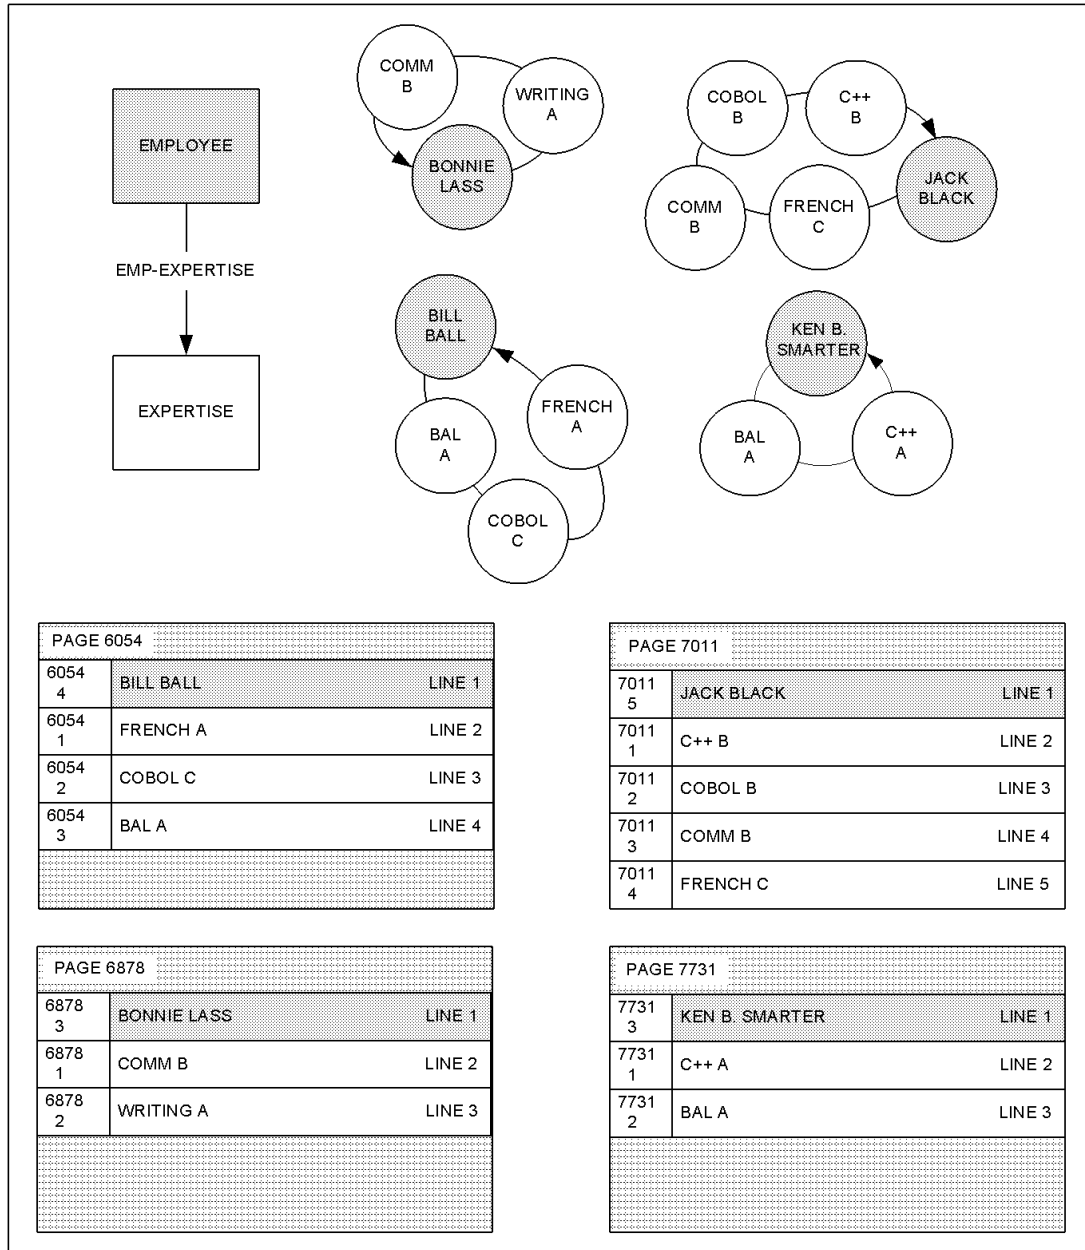 EMPLOYEE
EMP-EXPERTISE
EXPERTISE
COMM
B
WRITING
A
BONNIE
LASS
COBOL
B
C++
B
JACK
BLACK
COMM
B
FRENCH
C
BILL
BALL
FRENCH
A
BAL
A
COBOL
C
KEN B.
SMARTER
BAL
A
C++
A
PAGE 6054
6054
4
BILL BALL LINE 1
6054
1
FRENCH A LINE 2
6054
2
COBOL C LINE 3
6054
3
BAL A LINE 4
PAGE 7011
7011
5
JACK BLACK LINE 1
7011
1
C++ B LINE 2
7011
2
COBOL B LINE 3
7011
3
COMM B LINE 4
7011
4
FRENCH C LINE 5
PAGE 6878
6878
3
BONNIE LASS LINE 1
6878
1
COMM B LINE 2
6878
2
WRITING A LINE 3
PAGE 7731
7731
3
KEN B. SMARTER LINE 1
7731
1
C++ A LINE 2
7731
2
BAL A LINE 3